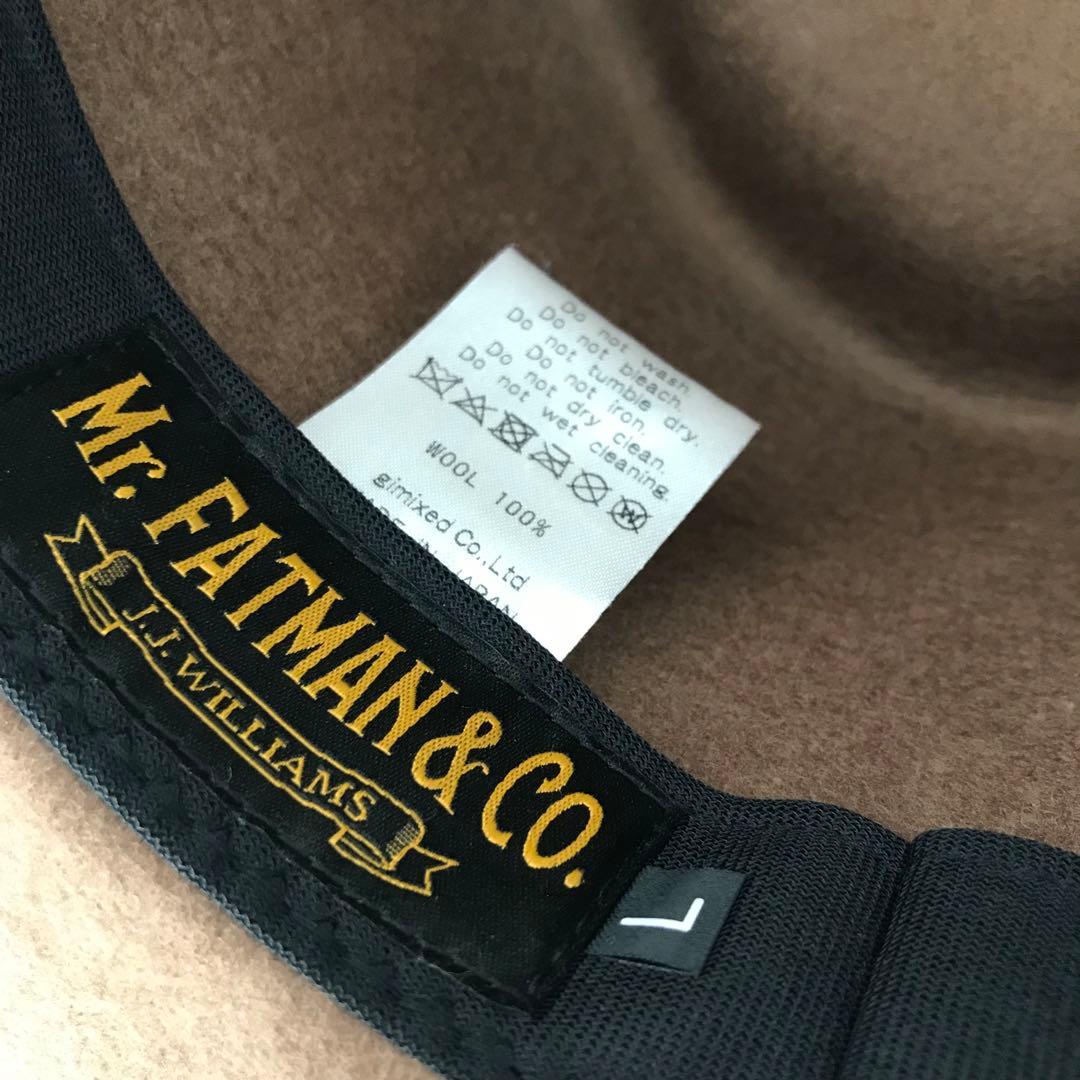 Mr. FATMAN & CO.
J.J. WILLIAMS
L
Do not wash.
Do not bleach.
Do not tumble dry.
Do not iron.
Do not dry clean.
Do not wet cleaning.
WOOL 100%
gimixed Co.,Ltd
JAPAN